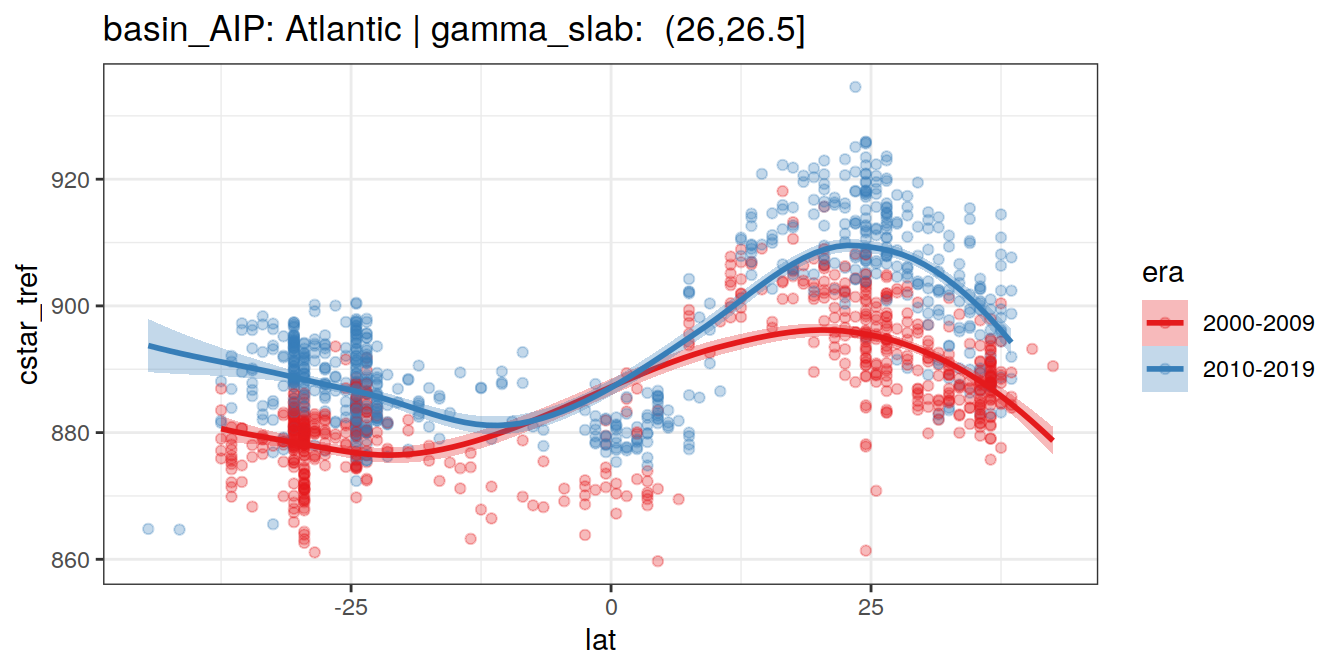 basin_AIP: Atlantic | gamma_slab:  (26,26.5]
cstar_tref
920
900
880
860
-25
0
25
lat
era
2000-2009
2010-2019